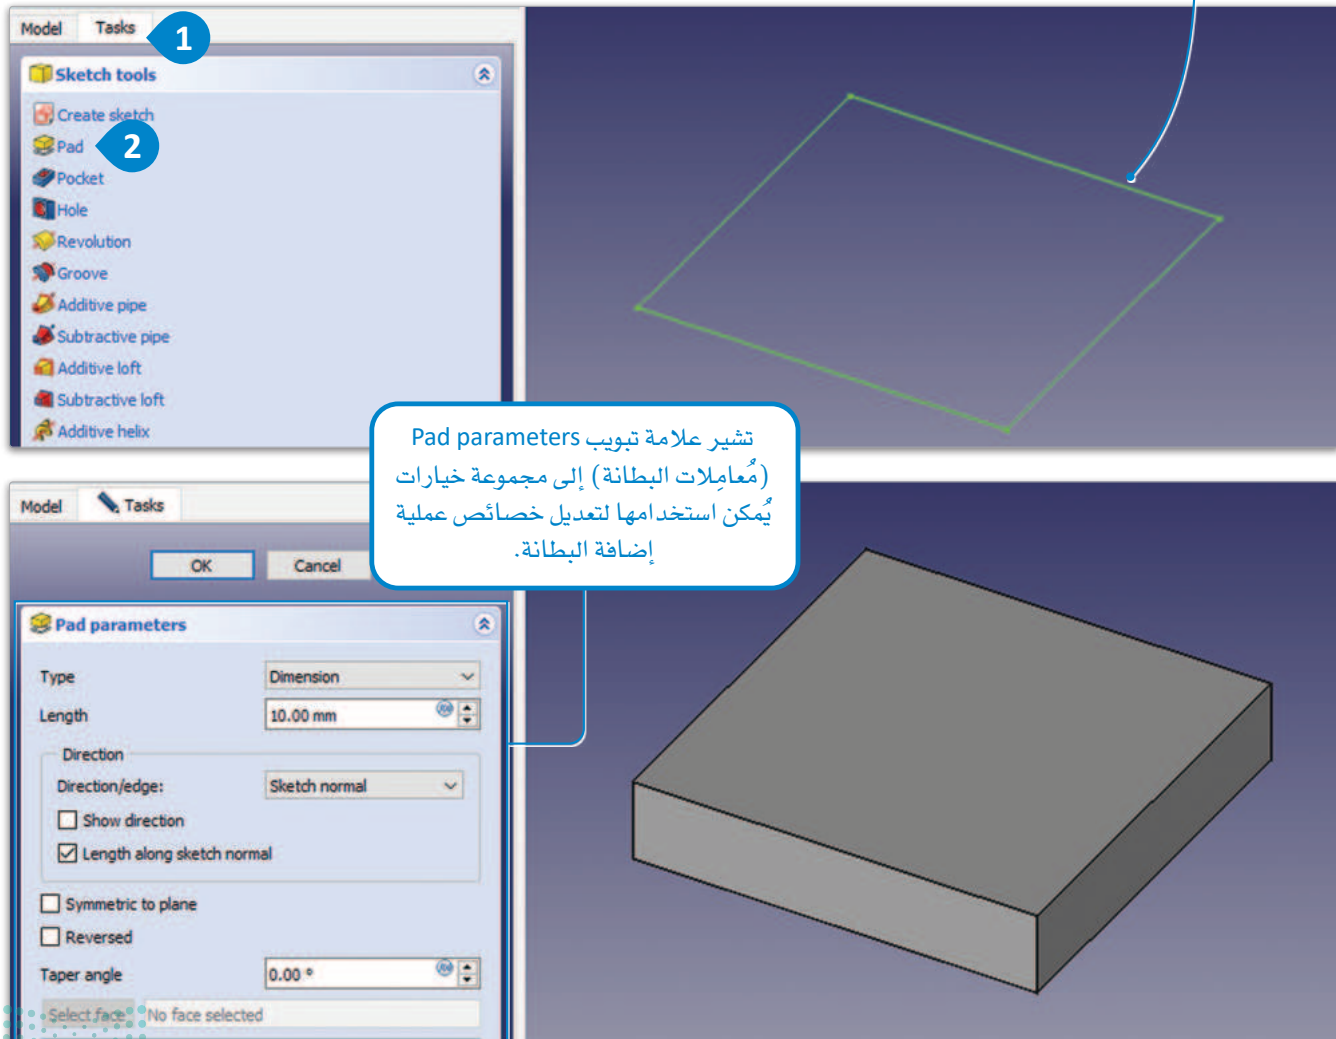 Model
Tasks
1
Sketch tools
Create sketch
Pad
2
Pocket
Hole
Revolution
Groove
Additive pipe
Subtractive pipe
Additive loft
Subtractive loft
Additive helix
تشير علامة تبويب Pad parameters
(مُعامِلات البطانة) إلى مجموعة خيارات
يُمكن استخدامها لتعديل خصائص عملية
إضافة البطانة.
Model
Tasks
OK
Cancel
Pad parameters
Type
Dimension
Length
10.00 mm
Direction
Direction/edge:
Sketch normal
Show direction
Length along sketch normal
Symmetric to plane
Reversed
Taper angle
0.00 °
Select face
No face selected